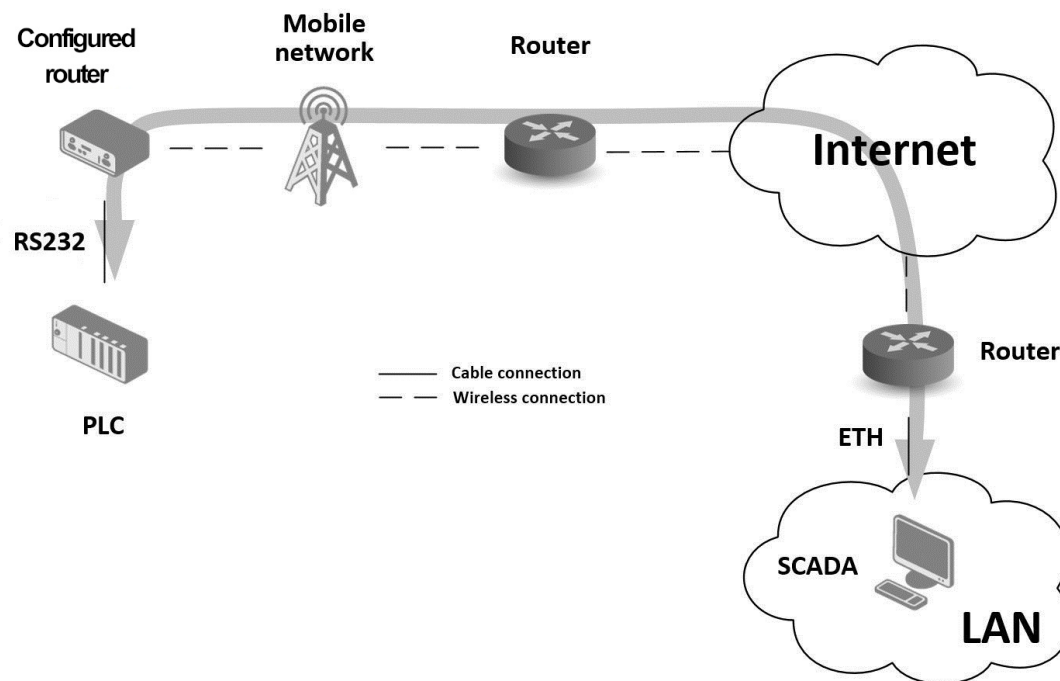 Configured
router
Mobile
network
Router
Internet
RS232
Router
Cable connection
Wireless connection
PLC
ETH
SCADA
LAN